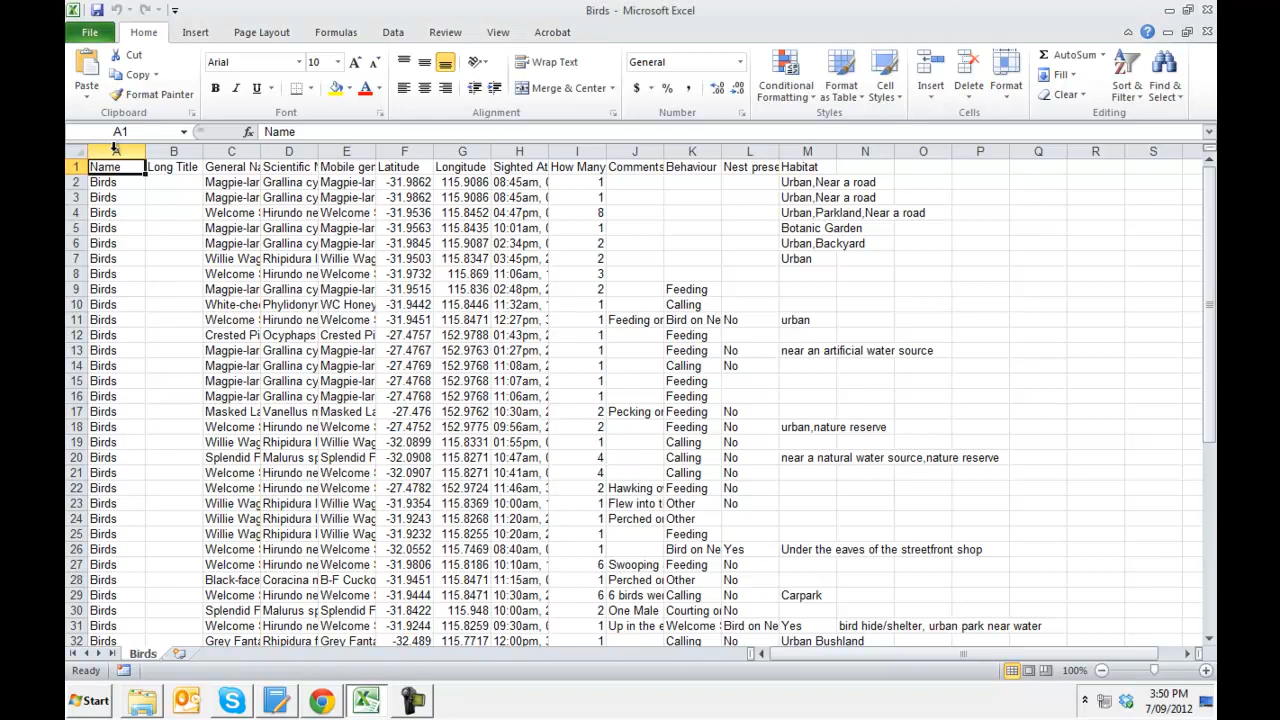 Birds - Microsoft Excel
File Home Insert Page Layout Formulas Data Review View Acrobat
Cut
Copy
Format Painter
Paste
Clipboard
Arial 10
Font
Wrap Text
Merge & Center
Alignment
General
$ % ,
Number
Conditional Formatting
Format as Table
Cell Styles
Styles
Insert Delete Format
Cells
AutoSum
Fill
Clear
Sort & Filter
Find & Select
Editing
A1 fx Name
A B C D E F G H I J K L M N O P Q R S
1 Name Long Title General Na Scientific N Mobile gen Latitude Longitude Sighted At How Many Comments Behaviour Nest prese Habitat
2 Birds Magpie-lar Grallina cy Magpie-lar -31.9862 115.9086 08:45am, 0 1 Urban,Near a road
3 Birds Magpie-lar Grallina cy Magpie-lar -31.9862 115.9086 08:45am, 0 1 Urban,Near a road
4 Birds Welcome S Hirundo ne Welcome S -31.9536 115.8452 04:47pm, 0 8 Urban,Parkland,Near a road
5 Birds Magpie-lar Grallina cy Magpie-lar -31.9563 115.8435 10:01am, 0 1 Botanic Garden
6 Birds Magpie-lar Grallina cy Magpie-lar -31.9845 115.9087 02:34pm, 1 2 Urban,Backyard
7 Birds Willie Wag Rhipidura l Willie Wag -31.9503 115.8347 03:45pm, 1 2 Urban
8 Birds Welcome S Hirundo ne Welcome S -31.9732 115.869 11:06am, 1 3
9 Birds Magpie-lar Grallina cy Magpie-lar -31.9515 115.836 02:48pm, 2 1 Feeding
10 Birds White-chee Phylidonyr WC Honey -31.9442 115.8446 11:32am, 1 Calling
11 Birds Welcome S Hirundo ne Welcome S -31.9451 115.8471 12:27pm, 3 1 Feeding on Bird on Ne No urban
12 Birds Crested Pi Ocyphaps Crested Pi -27.4757 152.9788 01:43pm, 1 Feeding
13 Birds Magpie-lar Grallina cy Magpie-lar -27.4767 152.9763 01:27pm, 1 Feeding No near an artificial water source
14 Birds Magpie-lar Grallina cy Magpie-lar -27.4769 152.978 11:08am, 1 Calling No
15 Birds Magpie-lar Grallina cy Magpie-lar -27.4768 152.978 11:07am, 1 Feeding
16 Birds Magpie-lar Grallina cy Magpie-lar -27.4768 152.978 11:06am, 1 Feeding
17 Birds Masked La Vanellus m Masked La -27.476 152.9762 10:30am, 2 Pecking on Feeding No
18 Birds Magpie-lar Grallina cy Magpie-lar -27.4752 152.9775 09:56am, 2 Feeding No urban,nature reserve
19 Birds Willie Wag Rhipidura l Willie Wag -32.0899 115.8331 01:55pm, 1 Calling No
20 Birds Splendid F Malurus sp Splendid F -32.0908 115.8271 10:47am, 4 Calling No near a natural water source,nature reserve
21 Birds Welcome S Hirundo ne Welcome S -32.0907 115.8271 10:41am, 4 Calling No
22 Birds Welcome S Hirundo ne Welcome S -27.4782 152.9724 11:46am, 2 Hawking ov Feeding No
23 Birds Willie Wag Rhipidura l Willie Wag -31.9354 115.8369 10:00am, 1 Flew into t Other No
24 Birds Willie Wag Rhipidura l Willie Wag -31.9243 115.8268 11:20am, 1 Perched on Other
25 Birds Willie Wag Rhipidura l Willie Wag -31.9232 115.8255 10:20am, 1 Feeding
26 Birds Welcome S Hirundo ne Welcome S -32.0552 115.7469 08:40am, 1 Bird on Ne Yes Under the eaves of the streetfront shop
27 Birds Welcome S Hirundo ne Welcome S -31.9806 115.8186 10:10am, 6 Swooping Feeding No
28 Birds Black-face Coracina n B-F Cucko -31.9451 115.8471 11:15am, 1 Perched on Other No
29 Birds Welcome S Hirundo ne Welcome S -31.9444 115.8471 10:30am, 6 6 birds wer Calling No Carpark
30 Birds Splendid F Malurus sp Splendid F -31.8422 115.948 10:00am, 2 One Male Courting or No
31 Birds Welcome S Hirundo ne Welcome S -31.9244 115.8259 09:30am, 1 Up in the e Welcome S Bird on Ne Yes bird hide/shelter, urban park near water
32 Birds Grey Fanta Rhipidura f Grey Fanta -32.489 115.7717 12:00pm, 1 Calling No Urban Bushland
Birds
Ready 100%
Start
3:50 PM
7/09/2012